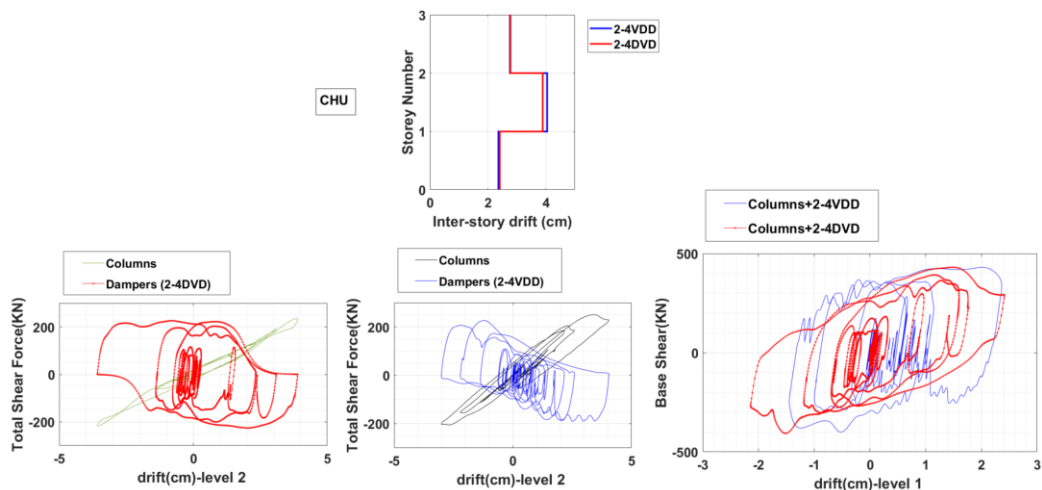 3
2-4VDD
2-4DVD
2
CHU
Storey Number
1
0
0 2 4
Inter-story drift (cm)
Columns+2-4VDD
Columns+2-4DVD
Columns
Dampers (2-4DVD)
Columns
Dampers (2-4VDD)
Total Shear Force(KN)
200
0
-200
-5 0 5
drift(cm)-level 2
Total Shear Force(KN)
200
0
-200
-5 0 5
drift(cm)-level 2
Base Shear(KN)
500
0
-500
-3 -2 -1 0 1 2 3
drift(cm)-level 1